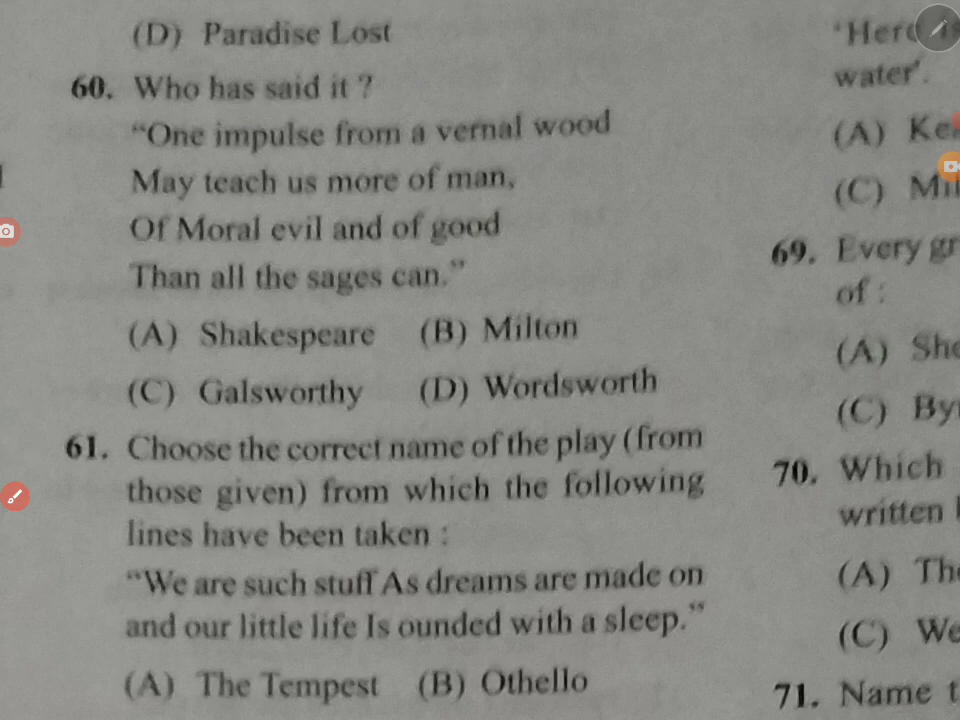 (D) Paradise Lost
60. Who has said it ?
“One impulse from a vernal wood
May teach us more of man,
Of Moral evil and of good
Than all the sages can.”
(A) Shakespeare (B) Milton
(C) Galsworthy (D) Wordsworth
61. Choose the correct name of the play (from
those given) from which the following
lines have been taken :
“We are such stuff As dreams are made on
and our little life Is ounded with a sleep.”
(A) The Tempest (B) Othello
water'.
(A)
(C)
69. Every
of :
(A)
(C)
70. Which
written
(A)
(C)
71. Name